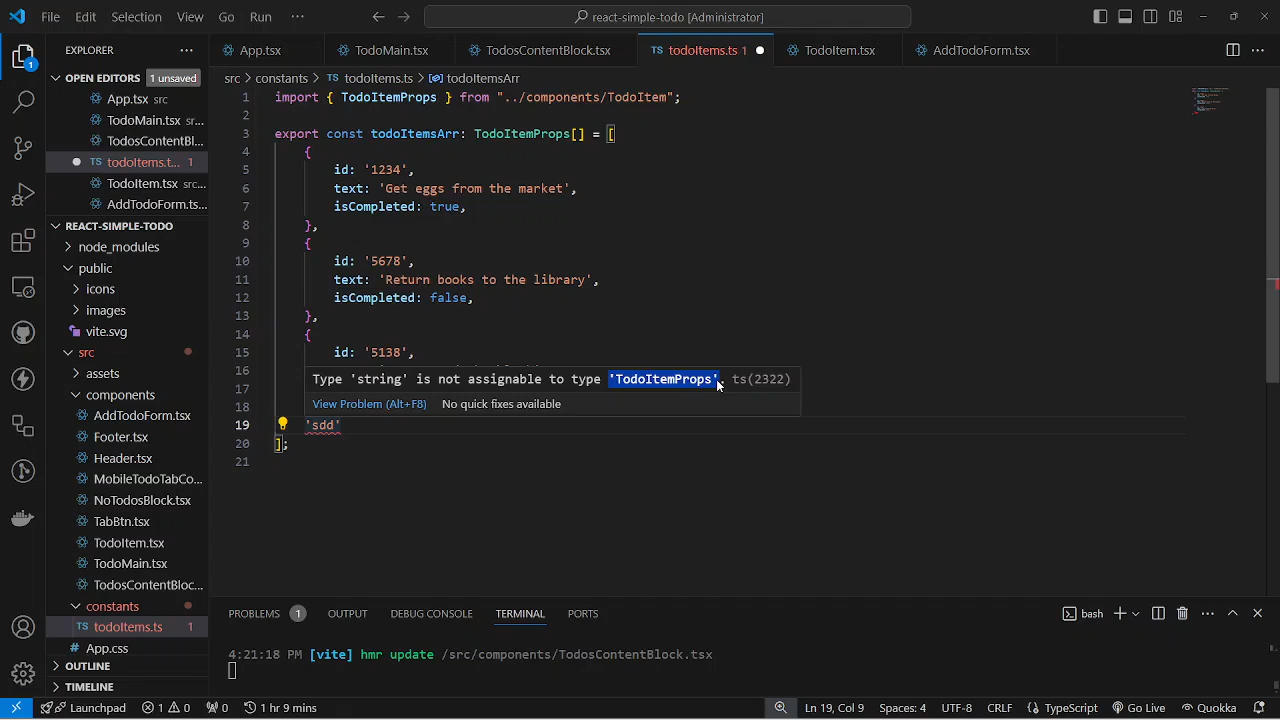 File Edit Selection View Go Run ··· react-simple-todo [Administrator]
EXPLORER ···
App.tsx TodoMain.tsx TodosContentBlock.tsx TS todoItems.ts 1 TodoItem.tsx AddTodoForm.tsx ···
OPEN EDITORS 1 unsaved
App.tsx src
TodoMain.tsx sc...
TodosContentBl...
TS todoItems.t... 1
TodoItem.tsx src...
AddTodoForm.ts...
REACT-SIMPLE-TODO
node_modules
public
icons
images
vite.svg
src
assets
components
AddTodoForm.tsx
Footer.tsx
Header.tsx
MobileTodoTabCo...
NoTodosBlock.tsx
TabBtn.tsx
TodoItem.tsx
TodoMain.tsx
TodosContentBloc...
constants
TS todoItems.ts 1
App.css
OUTLINE
TIMELINE
src > constants > TS todoItems.ts > todoItemsArr
1 import { TodoItemProps } from "../components/TodoItem";
2
3 export const todoItemsArr: TodoItemProps[] = [
4 {
5 id: '1234',
6 text: 'Get eggs from the market',
7 isCompleted: true,
8 },
9 {
10 id: '5678',
11 text: 'Return books to the library',
12 isCompleted: false,
13 },
14 {
15 id: '5138',
16
17
18
Type 'string' is not assignable to type 'TodoItemProps'. ts(2322)
View Problem (Alt+F8) No quick fixes available
19 'sdd'
20 ];
21
PROBLEMS 1 OUTPUT DEBUG CONSOLE TERMINAL PORTS bash ···
4:21:18 PM [vite] hmr update /src/components/TodosContentBlock.tsx
Launchpad 1 0 0 1 hr 9 mins Ln 19, Col 9 Spaces: 4 UTF-8 CRLF {} TypeScript Go Live Quokka